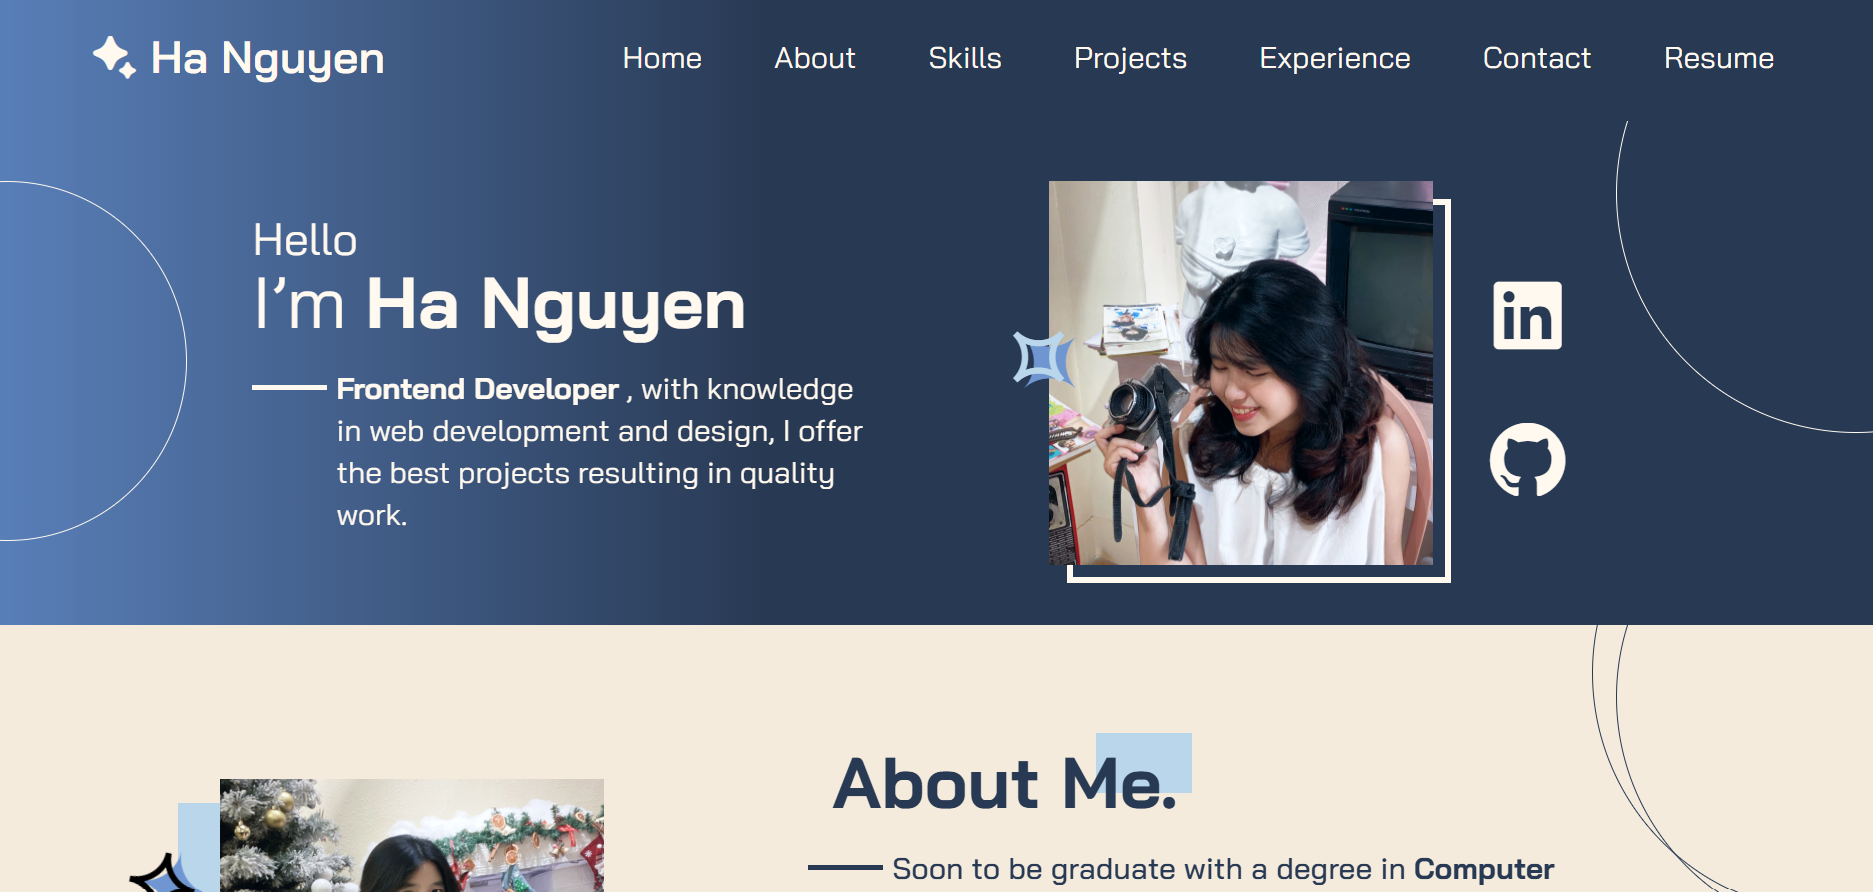 Ha Nguyen
Home About Skills Projects Experience Contact Resume
Hello
I'm Ha Nguyen
Frontend Developer , with knowledge
in web development and design, I offer
the best projects resulting in quality
work.
in
About Me.
Soon to be graduate with a degree in Computer